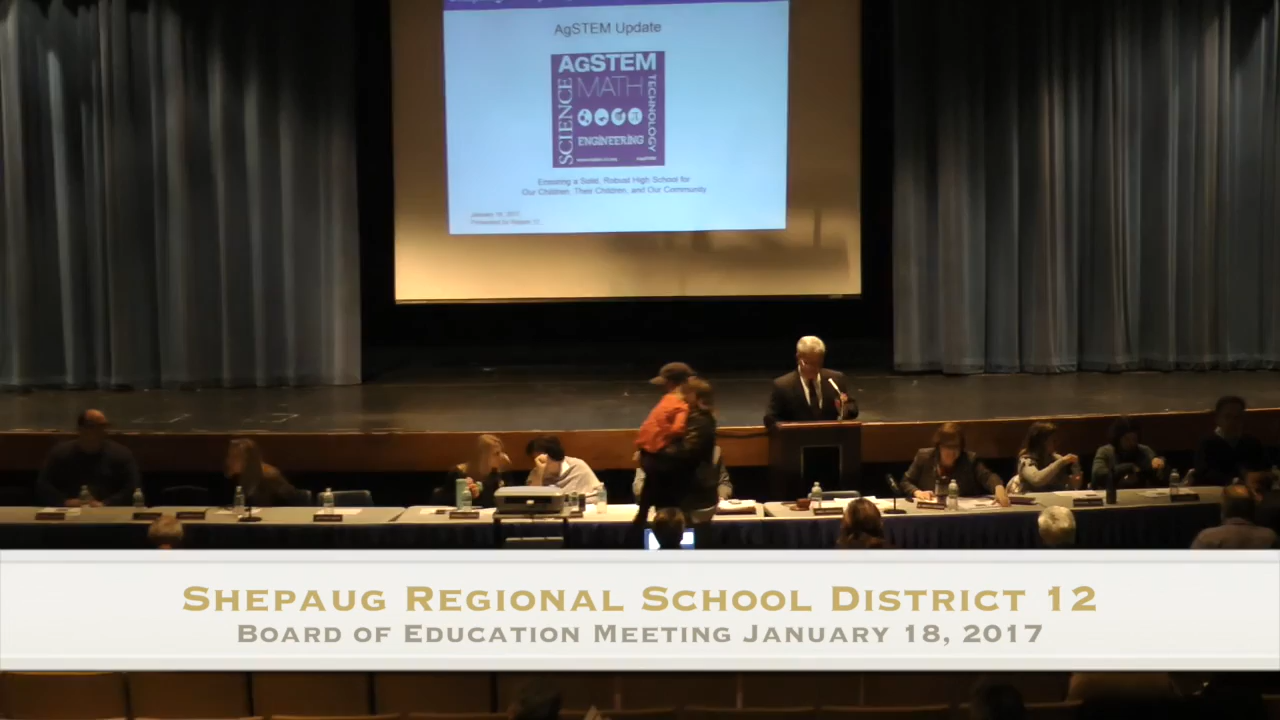 AgSTEM Update
AGSTEM
SCIENCE
MATH
TECHNOLOGY
ENGINEERING
Ensuring a Solid, Robust High School for
Our Children, Their Children, and Our Community
SHEPAUG REGIONAL SCHOOL DISTRICT 12
BOARD OF EDUCATION MEETING JANUARY 18, 2017